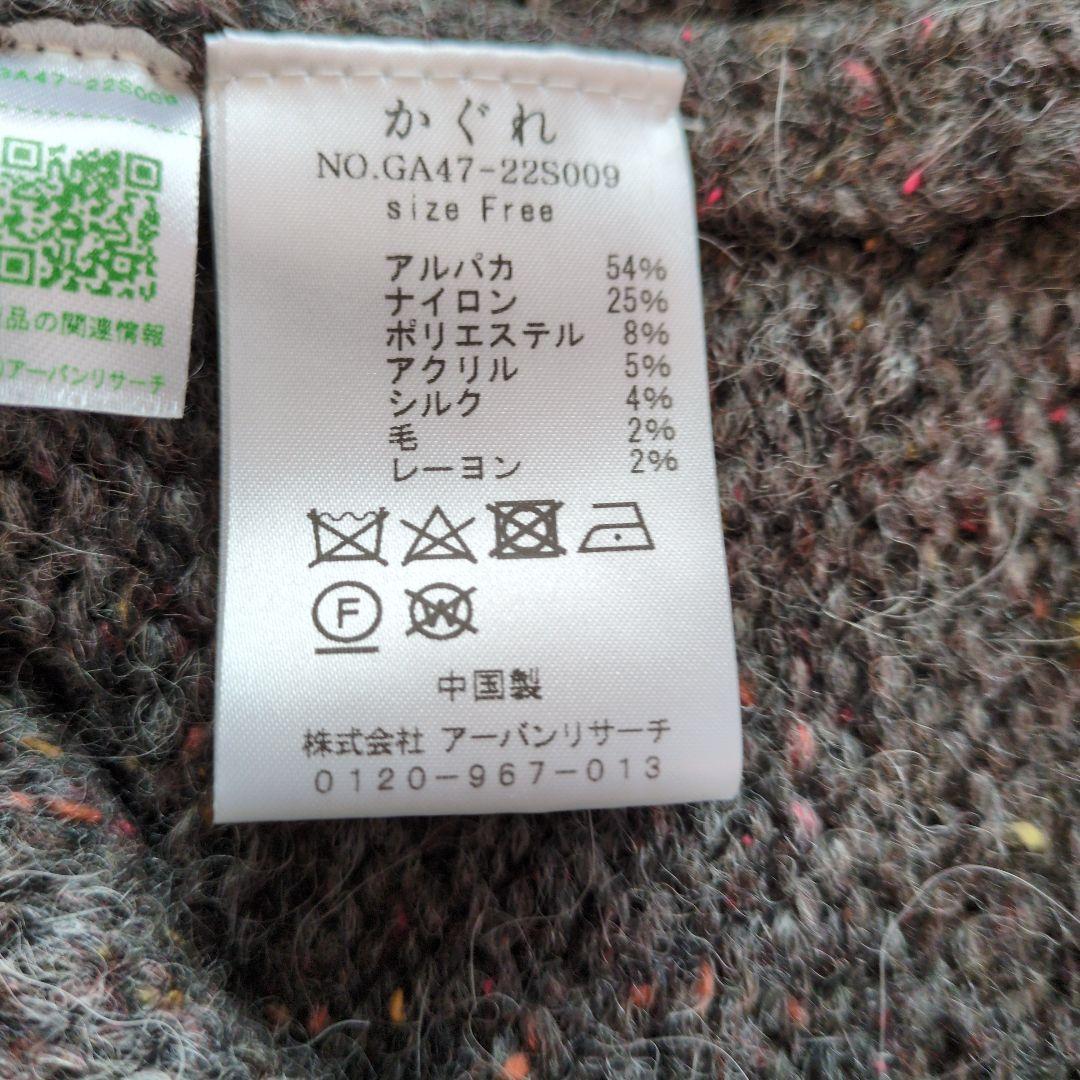 GA47-22S009
品の関連情報
アーバンリサーチ
かぐれ
NO.GA47-22S009
size Free
アルパカ 54%
ナイロン 25%
ポリエステル 8%
アクリル 5%
シルク 4%
毛 2%
レーヨン 2%
F
W
中国製
株式会社 アーバンリサーチ
0120-967-013